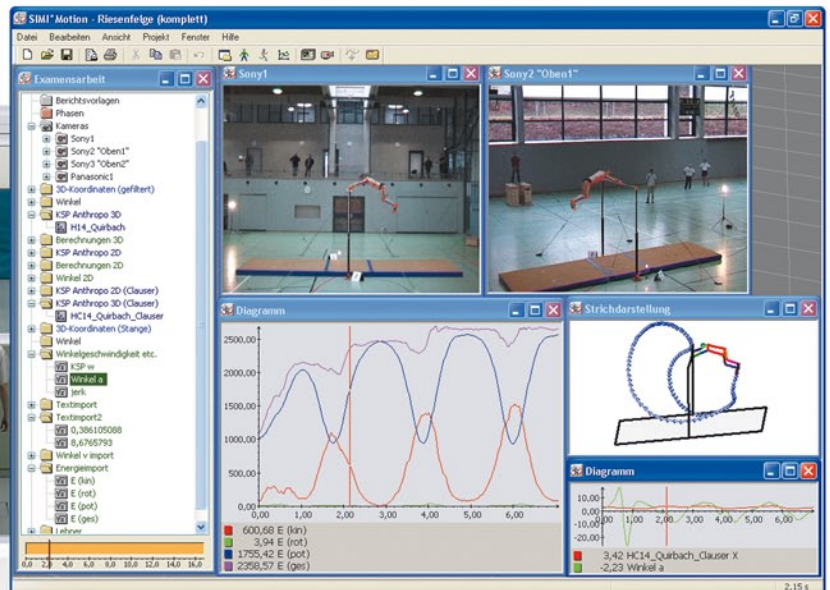 SIMI°Motion - Riesenfelge (komplett)
Datei Bearbeiten Ansicht Projekt Fenster Hilfe
Examensarbeit
Berichtsvorlagen
Phasen
Kameras
Sony1
Sony2 "Oben1"
Sony3 "Oben2"
Panasonic1
3D-Koordinaten (gefiltert)
Winkel
KSP Anthropo 3D
H14_Quirbach
Berechnungen 3D
KSP Anthropo 2D
Berechnungen 2D
Winkel 2D
KSP Anthropo 2D (Clauser)
KSP Anthropo 3D (Clauser)
HC14_Quirbach_Clauser
3D-Koordinaten (Stange)
Winkel
Winkelgeschwindigkeit etc.
KSP w
Winkel a
jerk
Textimport
Textimport2
0,386105088
8,6765793
Winkel v import
Energieimport
E (kin)
E (rot)
E (pot)
E (ges)
Lehner
0,0 2,0 4,0 6,0 8,0 10,0 12,0 14,0 16,0
Sony1
Sony2 "Oben1"
Diagramm
2500,00
2000,00
1500,00
1000,00
500,00
0,00
0,00 1,00 2,00 3,00 4,00 5,00 6,00
600,68 E (kin)
3,94 E (rot)
1755,42 E (pot)
2358,57 E (ges)
Strichdarstellung
Diagramm
10,00
0,00
-10,00
-20,00
0,00 1,00 2,00 3,00 4,00 5,00 6,00
3,42 HC14_Quirbach_Clauser X
-2,23 Winkel a
2,15 s